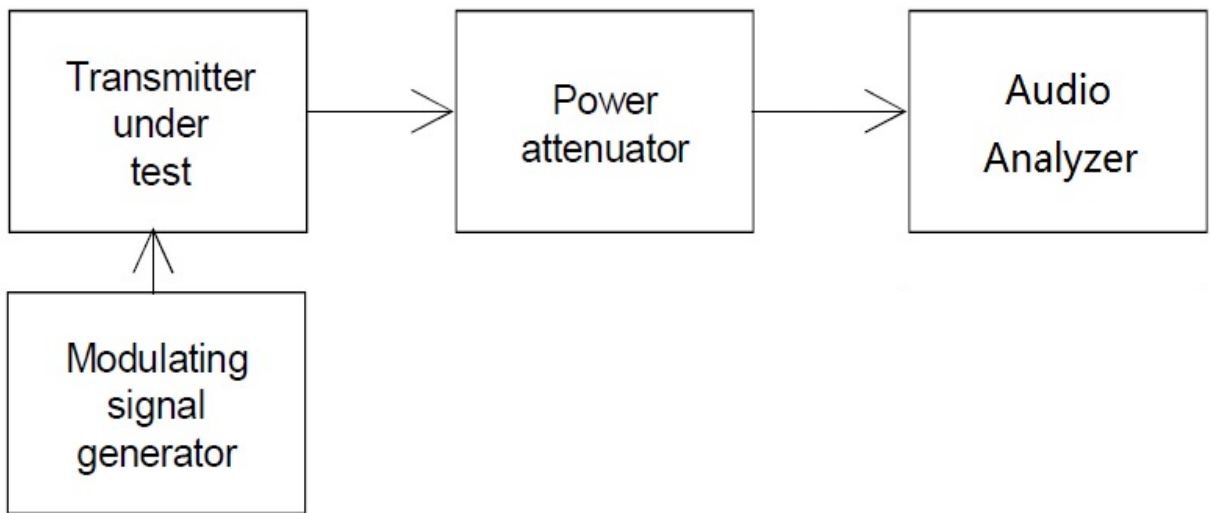 Transmitter
under
test
Power
attenuator
Audio
Analyzer
Modulating
signal
generator